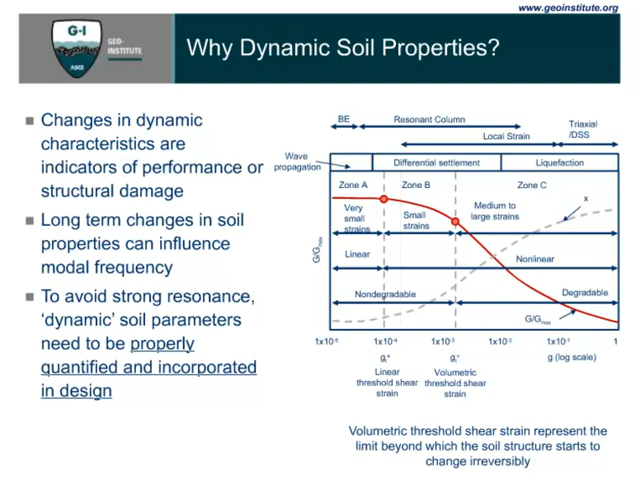 www.geoinstitute.org
G-I
ASCE
GEO-
INSTITUTE
Why Dynamic Soil Properties?
Changes in dynamic
characteristics are
indicators of performance or
structural damage
Long term changes in soil
properties can influence
modal frequency
To avoid strong resonance,
‘dynamic’ soil parameters
need to be properly
quantified and incorporated
in design
BE
Resonant Column
Triaxial
/DSS
Local Strain
Wave
propagation
Differential settlement
Liquefaction
Zone A
Zone B
Zone C
x
Very
small
strains
Small
strains
Medium to
large strains
G/Gmax
Linear
Nonlinear
Nondegradable
Degradable
G/Gmax
1x10-5
1x10-4
1x10-3
1x10-2
1x10-1
1
g (log scale)
Linear
threshold shear
strain
Volumetric
threshold shear
strain
Volumetric threshold shear strain represent the
limit beyond which the soil structure starts to
change irreversibly